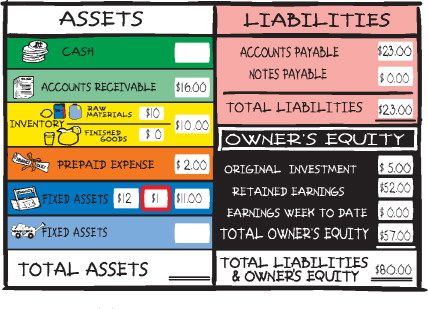 ASSETS
CASH
ACCOUNTS RECEIVABLE $16.00
INVENTORY
RAW MATERIALS $10
FINISHED GOODS $ 0
$10.00
PREPAID EXPENSE $ 2.00
FIXED ASSETS $12 $1 $11.00
FIXED ASSETS
TOTAL ASSETS
LIABILITIES
ACCOUNTS PAYABLE $23.00
NOTES PAYABLE $ 0.00
TOTAL LIABILITIES $23.00
OWNER'S EQUITY
ORIGINAL INVESTMENT $ 5.00
RETAINED EARNINGS $52.00
EARNINGS WEEK TO DATE $ 0.00
TOTAL OWNER'S EQUITY $57.00
TOTAL LIABILITIES
& OWNER'S EQUITY $80.00